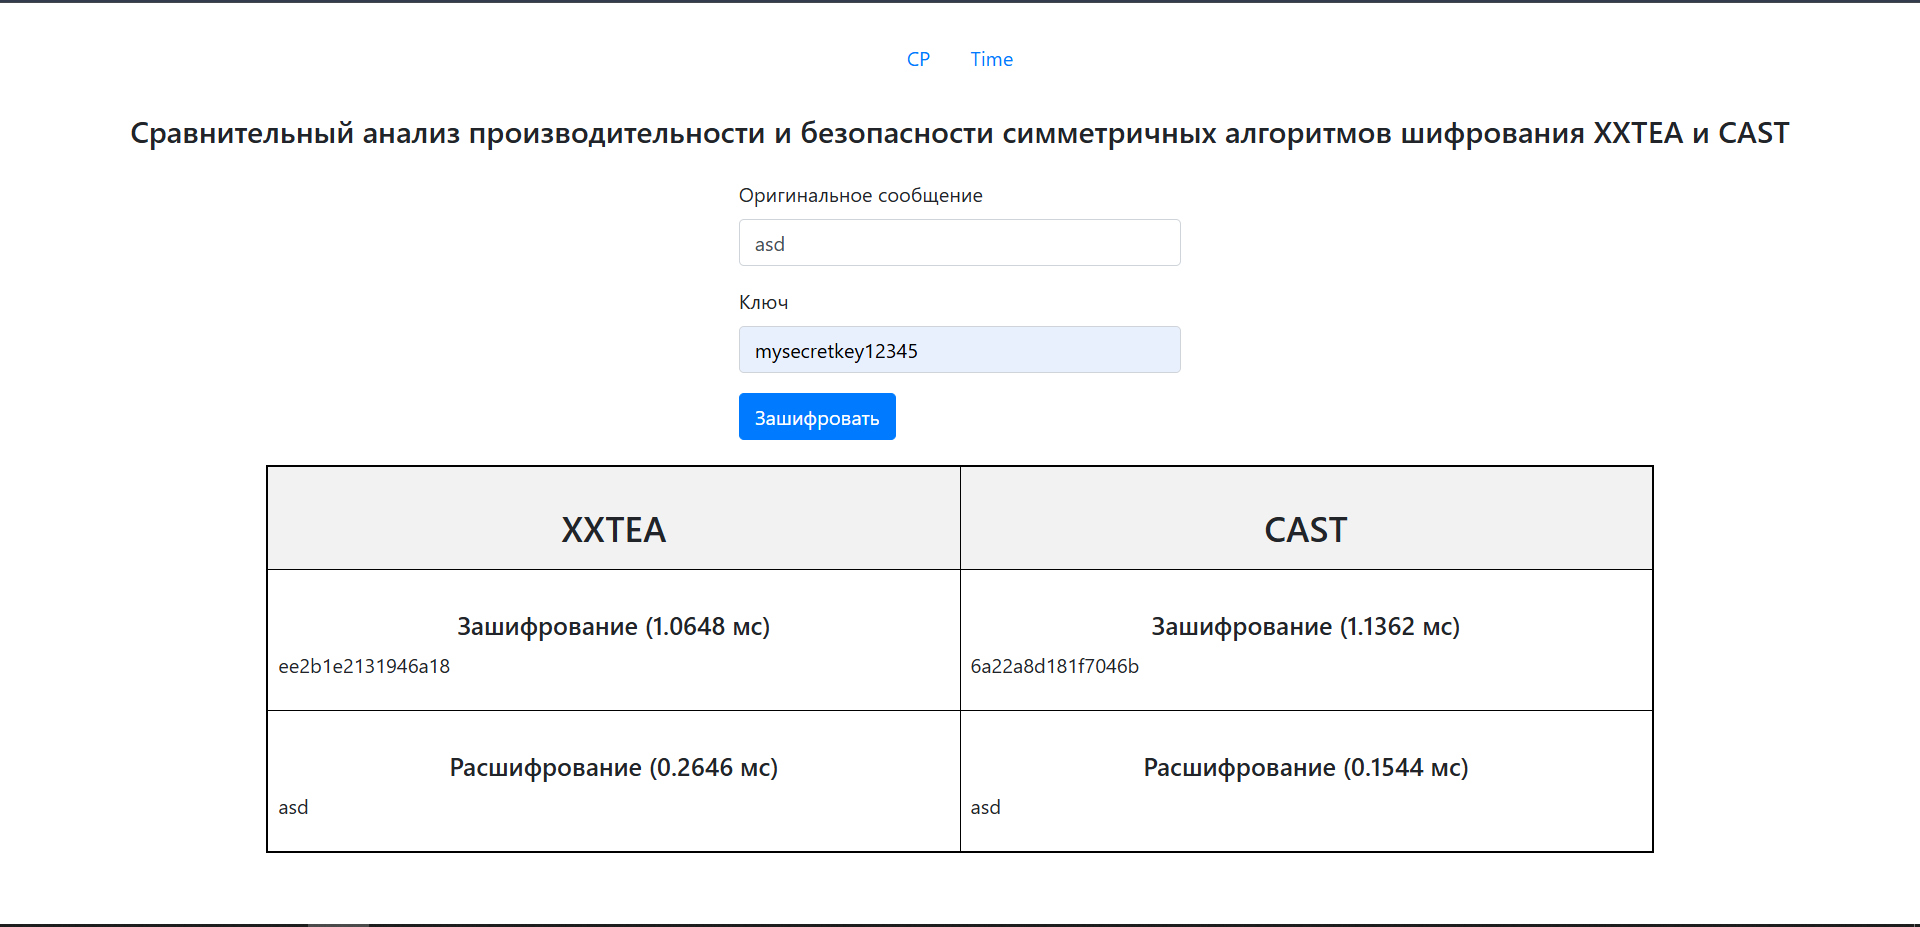 CP Time
Сравнительный анализ производительности и безопасности симметричных алгоритмов шифрования XXTEA и CAST
Оригинальное сообщение
asd
Ключ
mysecretkey12345
Зашифровать
XXTEA CAST
Зашифрование (1.0648 мс) Зашифрование (1.1362 мс)
ee2b1e2131946a18 6a22a8d181f7046b
Расшифрование (0.2646 мс) Расшифрование (0.1544 мс)
asd asd